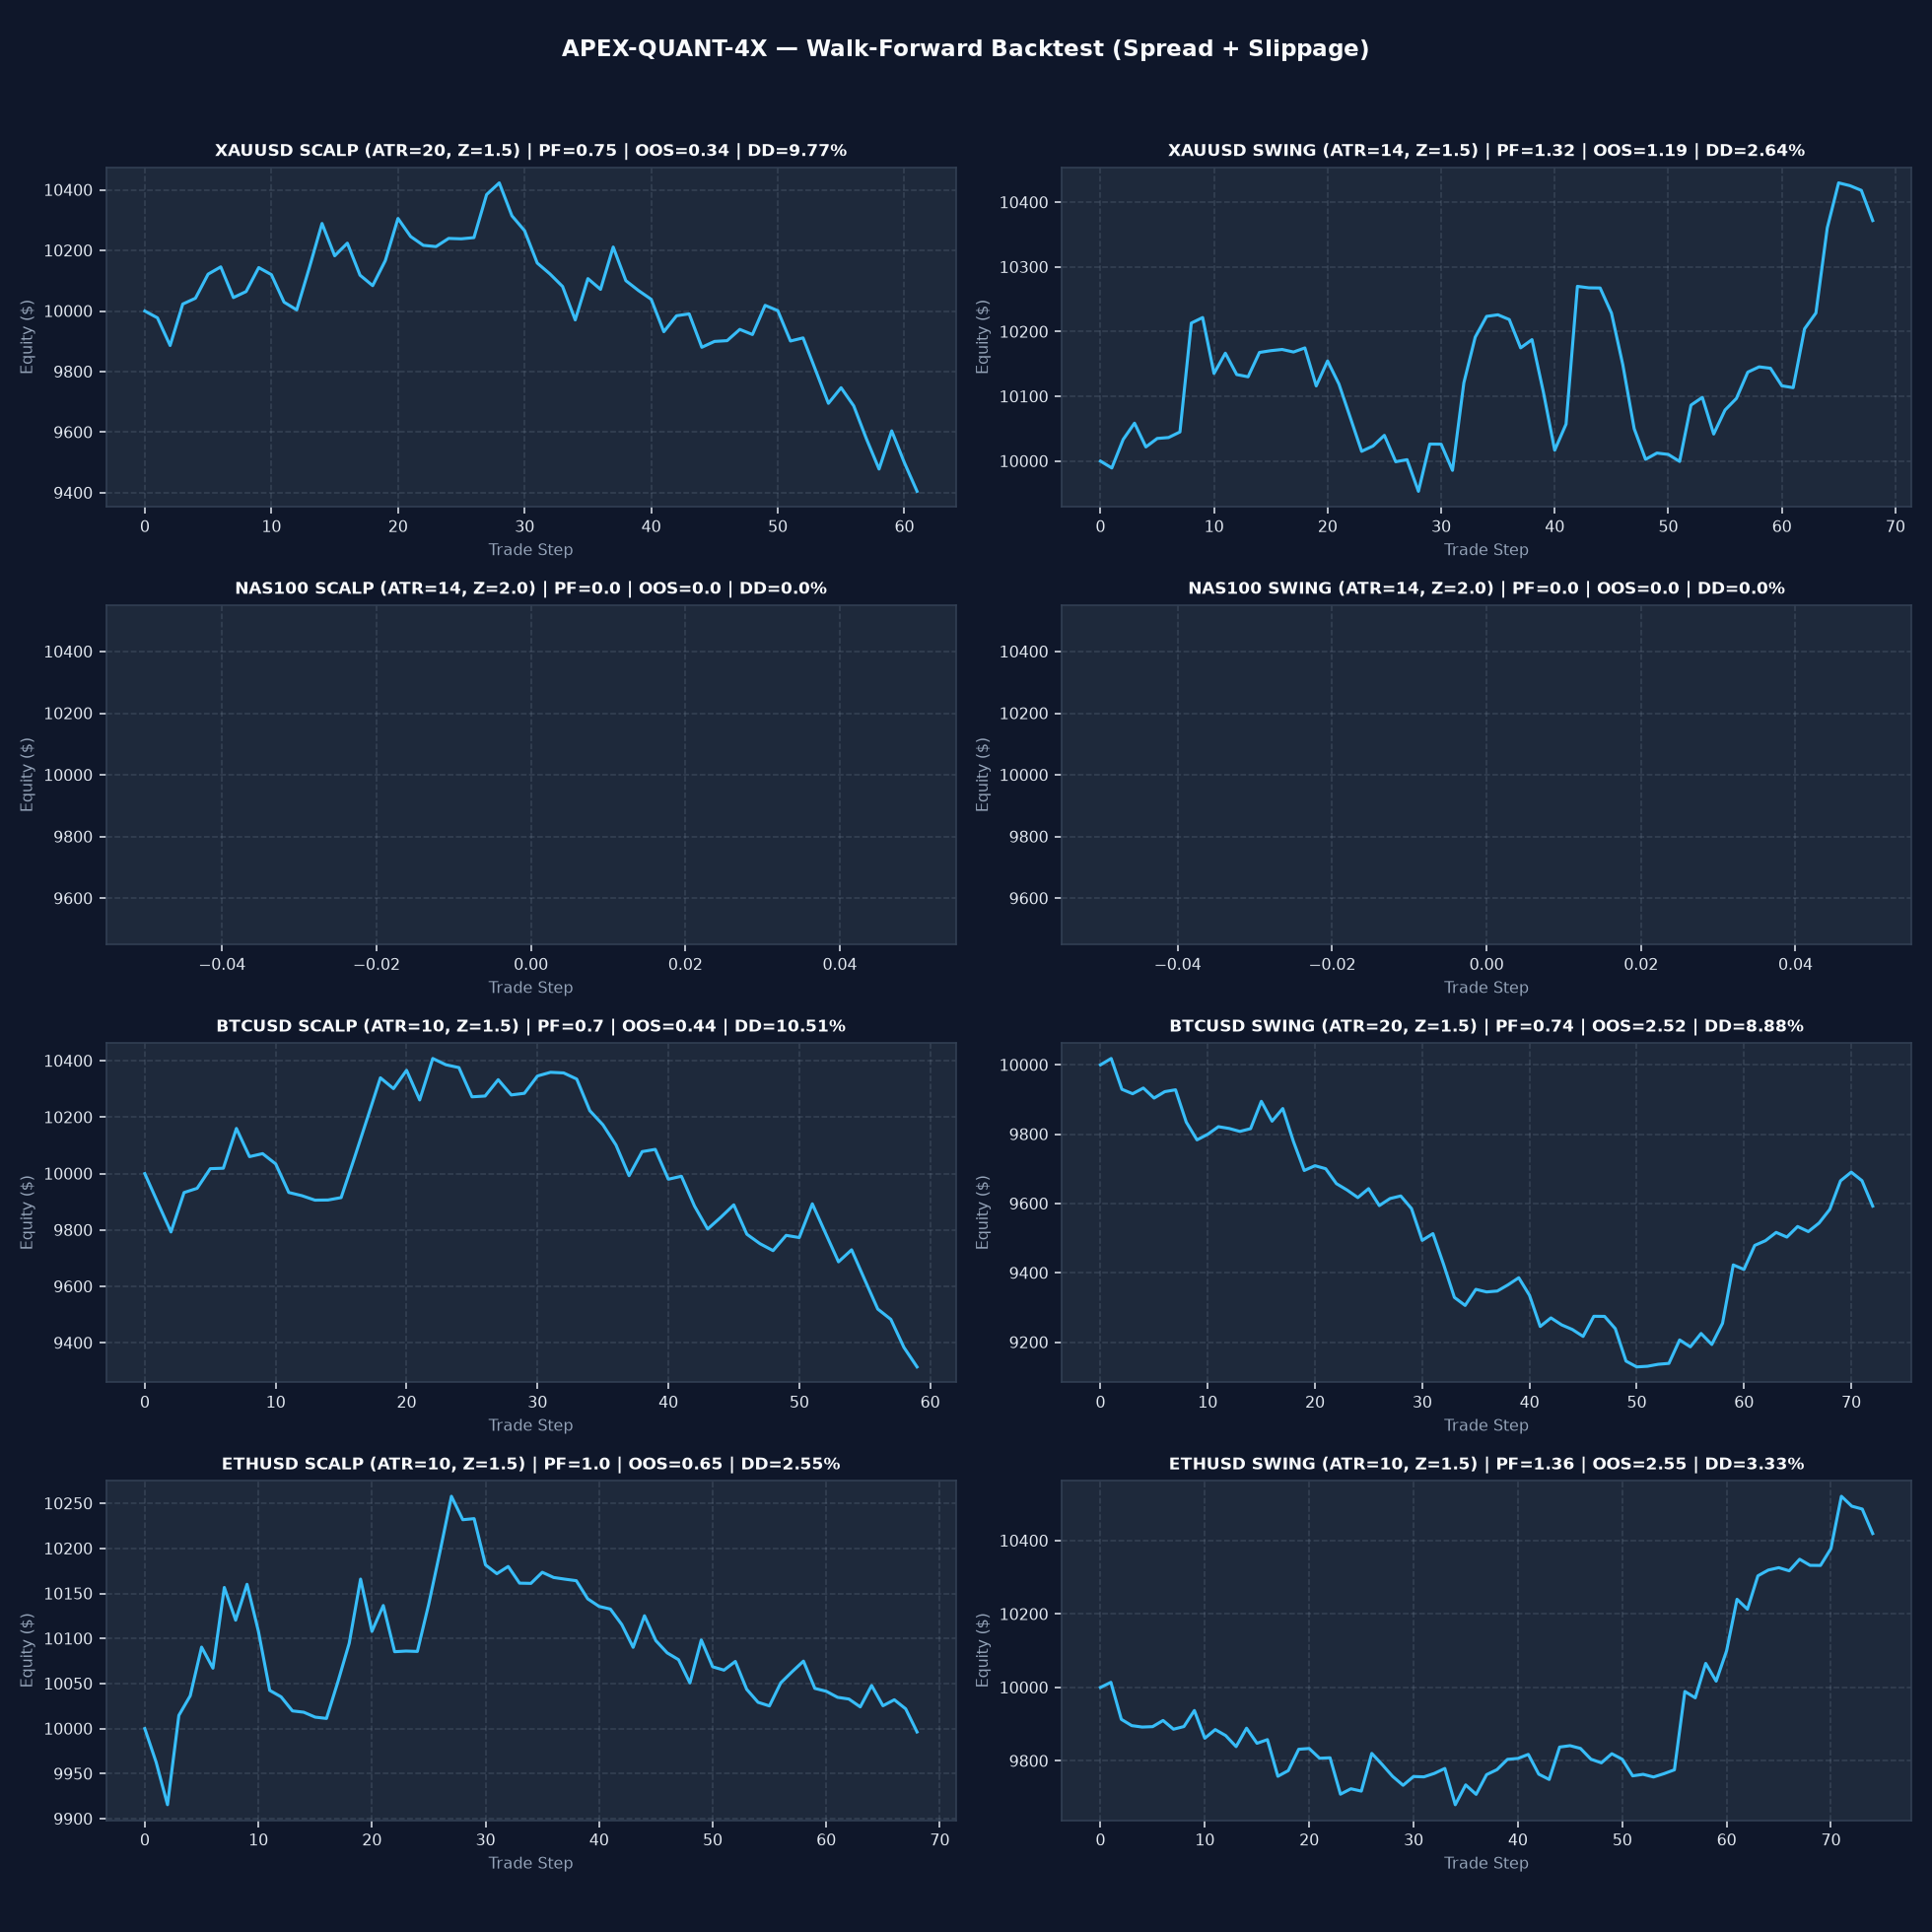 APEX-QUANT-4X — Walk-Forward Backtest (Spread + Slippage)
XAUUSD SCALP (ATR=20, Z=1.5) | PF=0.75 | OOS=0.34 | DD=9.77%
Equity ($)
10400
10200
10000
9800
9600
9400
0 10 20 30 40 50 60
Trade Step
XAUUSD SWING (ATR=14, Z=1.5) | PF=1.32 | OOS=1.19 | DD=2.64%
Equity ($)
10400
10300
10200
10100
10000
0 10 20 30 40 50 60 70
Trade Step
NAS100 SCALP (ATR=14, Z=2.0) | PF=0.0 | OOS=0.0 | DD=0.0%
Equity ($)
10400
10200
10000
9800
9600
−0.04 −0.02 0.00 0.02 0.04
Trade Step
NAS100 SWING (ATR=14, Z=2.0) | PF=0.0 | OOS=0.0 | DD=0.0%
Equity ($)
10400
10200
10000
9800
9600
−0.04 −0.02 0.00 0.02 0.04
Trade Step
BTCUSD SCALP (ATR=10, Z=1.5) | PF=0.7 | OOS=0.44 | DD=10.51%
Equity ($)
10400
10200
10000
9800
9600
9400
0 10 20 30 40 50 60
Trade Step
BTCUSD SWING (ATR=20, Z=1.5) | PF=0.74 | OOS=2.52 | DD=8.88%
Equity ($)
10000
9800
9600
9400
9200
0 10 20 30 40 50 60 70
Trade Step
ETHUSD SCALP (ATR=10, Z=1.5) | PF=1.0 | OOS=0.65 | DD=2.55%
Equity ($)
10250
10200
10150
10100
10050
10000
9950
9900
0 10 20 30 40 50 60 70
Trade Step
ETHUSD SWING (ATR=10, Z=1.5) | PF=1.36 | OOS=2.55 | DD=3.33%
Equity ($)
10400
10200
10000
9800
0 10 20 30 40 50 60 70
Trade Step